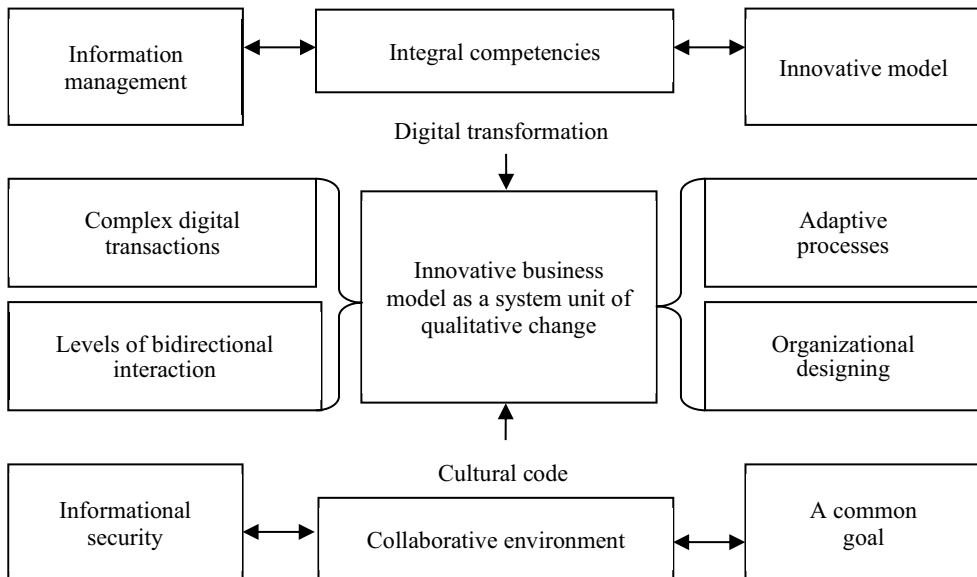 Information
management
Integral competencies
Innovative model
Digital transformation
Complex digital
transactions
Levels of bidirectional
interaction
Innovative business
model as a system unit of
qualitative change
Adaptive
processes
Organizational
designing
Cultural code
Informational
security
Collaborative environment
A common
goal